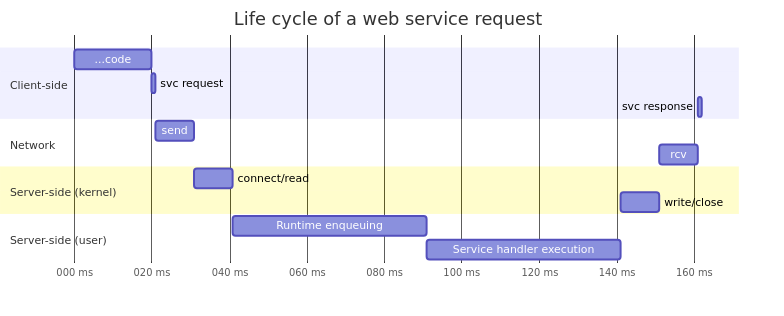 Life cycle of a web service request
...code
svc request
Client-side
svc response
send
Network
rcv
connect/read
Server-side (kernel)
write/close
Runtime enqueuing
Server-side (user)
Service handler execution
000 ms 020 ms 040 ms 060 ms 080 ms 100 ms 120 ms 140 ms 160 ms